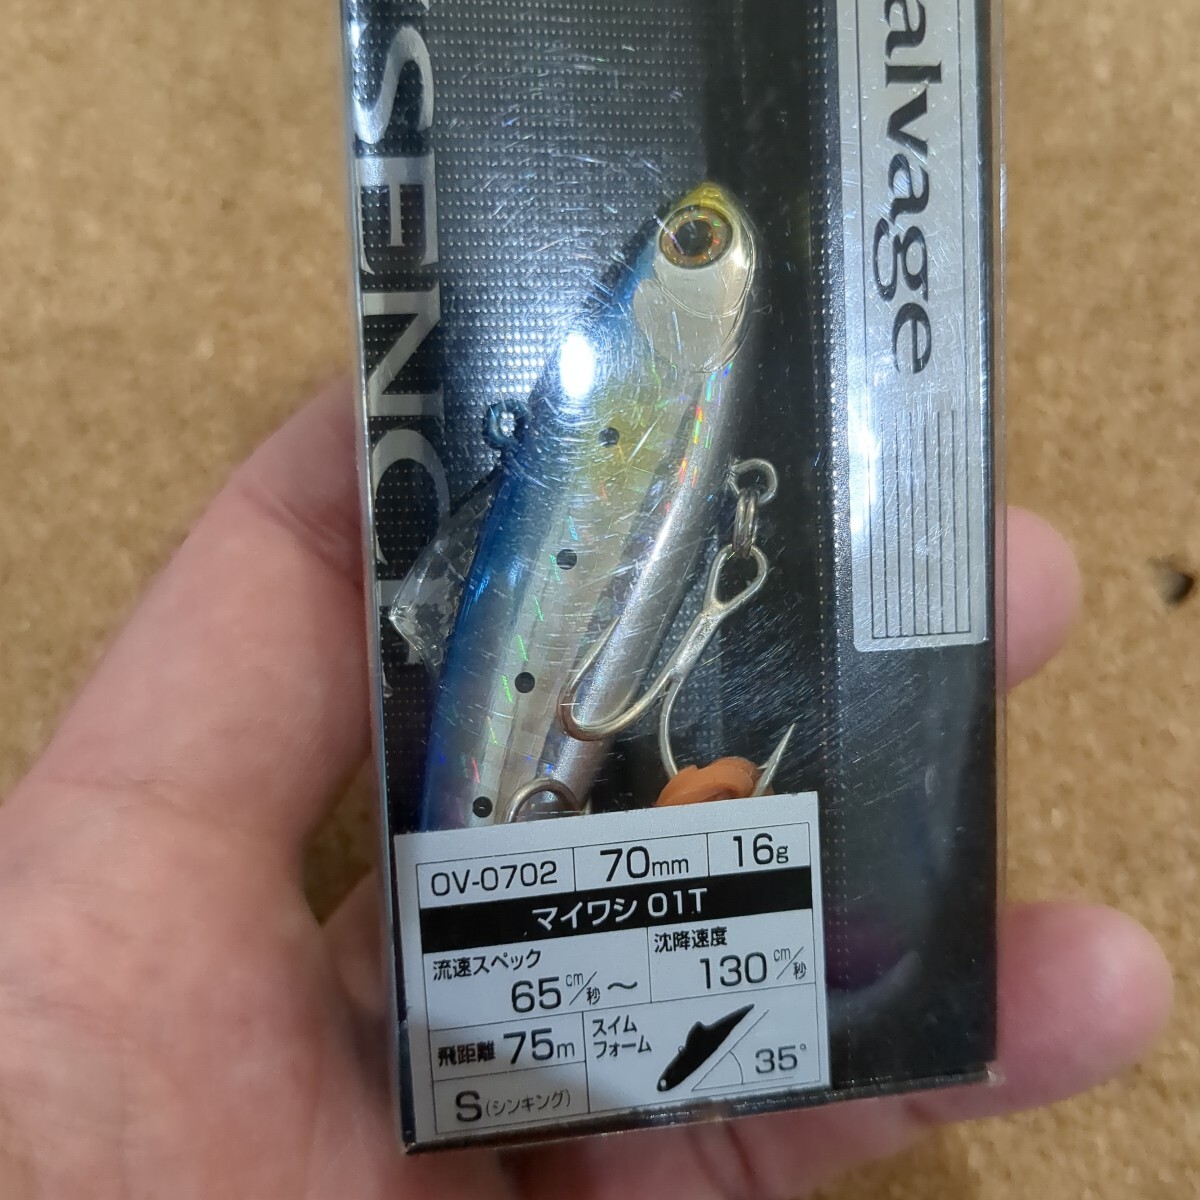 SENCE
alvage
OV-0702 70mm 16g
マイワシ 01T
流速スペック 65cm/秒〜
沈降速度 130cm/秒
飛距離 75m
スイムフォーム 35°
S(シンキング)